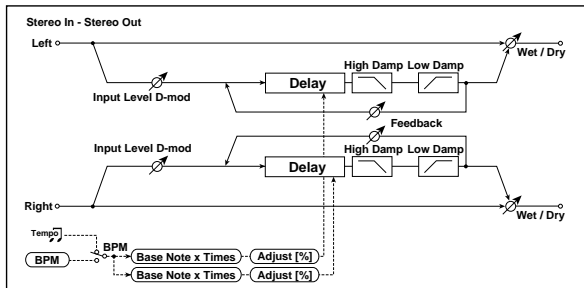 Stereo In - Stereo Out
Left
Wet / Dry
High Damp Low Damp
Delay
Input Level D-mod
Feedback
Input Level D-mod
High Damp Low Damp
Delay
Right
Wet / Dry
Tempo
BPM
BPM
Base Note x Times Adjust [%]
Base Note x Times Adjust [%]